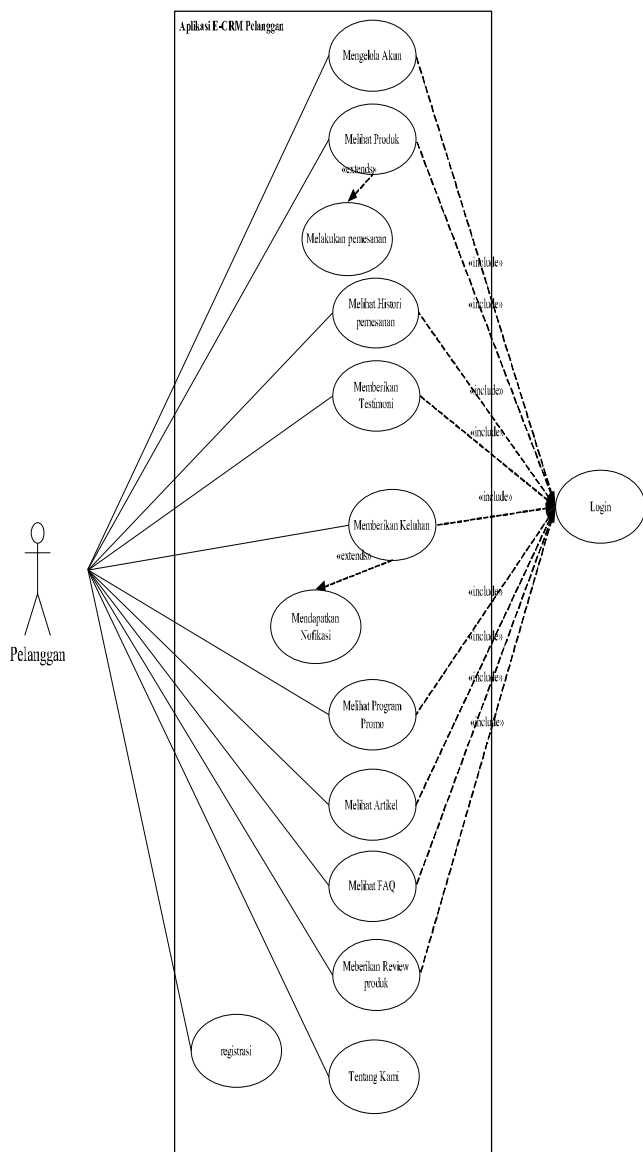 Aplikasi E-CRM Pelanggan
Mengelola Akun
Melihat Produk
«extends»
Melakukan pemesanan
«include»
Melihat Histori
pemesanan
«include»
Memberikan
Testimoni
«include»
«include»
Memberikan Keluhan
«include»
Login
«extends»
Pelanggan
Mendapatkan
Nofikasi
«include»
«include»
«include»
«include»
Melihat Program
Promo
Melihat Artikel
Melihat FAQ
Meberikan Review
produk
registrasi
Tentang Kami